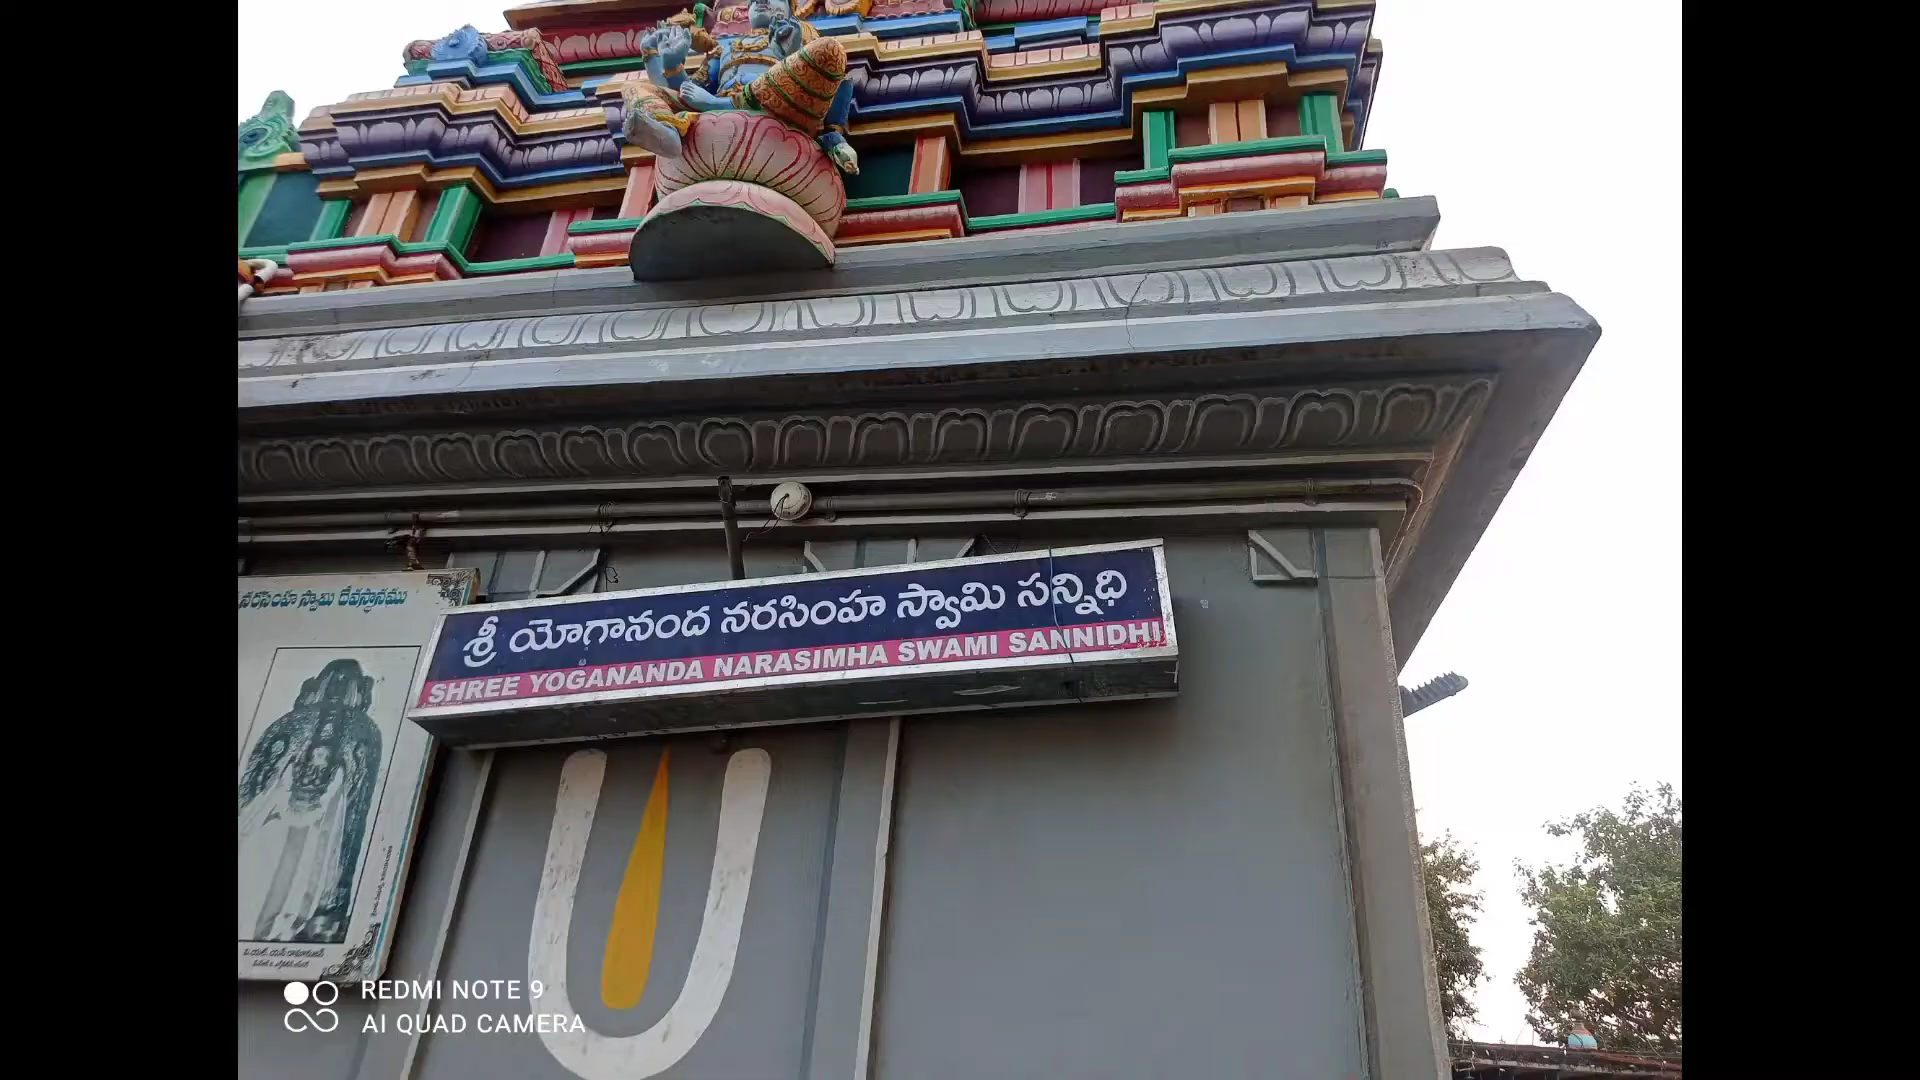 నరసింహ స్వామి దేవస్థానము
శ్రీ యోగానంద నరసింహ స్వామి సన్నిధి
SHREE YOGANANDA NARASIMHA SWAMI SANNIDHI
REDMI NOTE 9
AI QUAD CAMERA